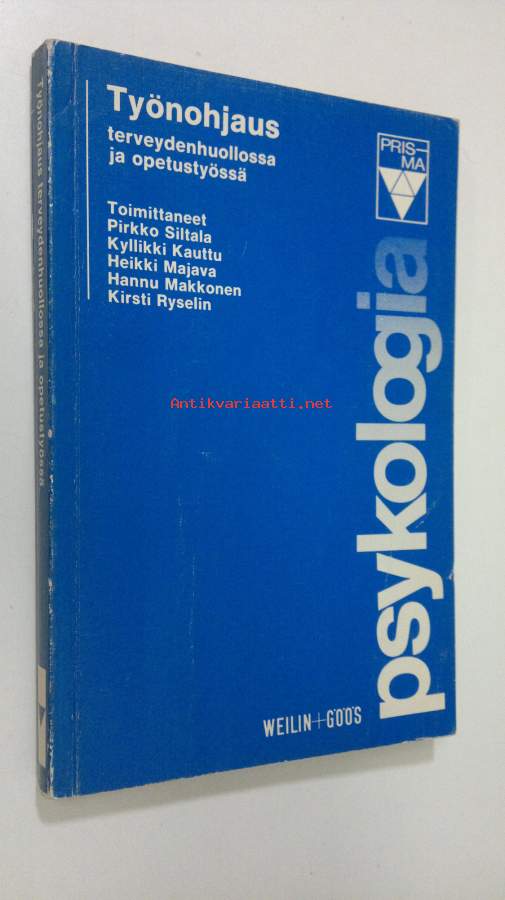 Työnohjaus
terveydenhuollossa
ja opetustyössä
Toimittaneet
Pirkko Siltala
Kyllikki Kauttu
Heikki Majava
Hannu Makkonen
Kirsti Ryselin
PRIS-
MA
psykologia
WEILIN+GÖÖS
Työnohjaus terveydenhuollossa ja opetustyössä
Antikvariaatti.net